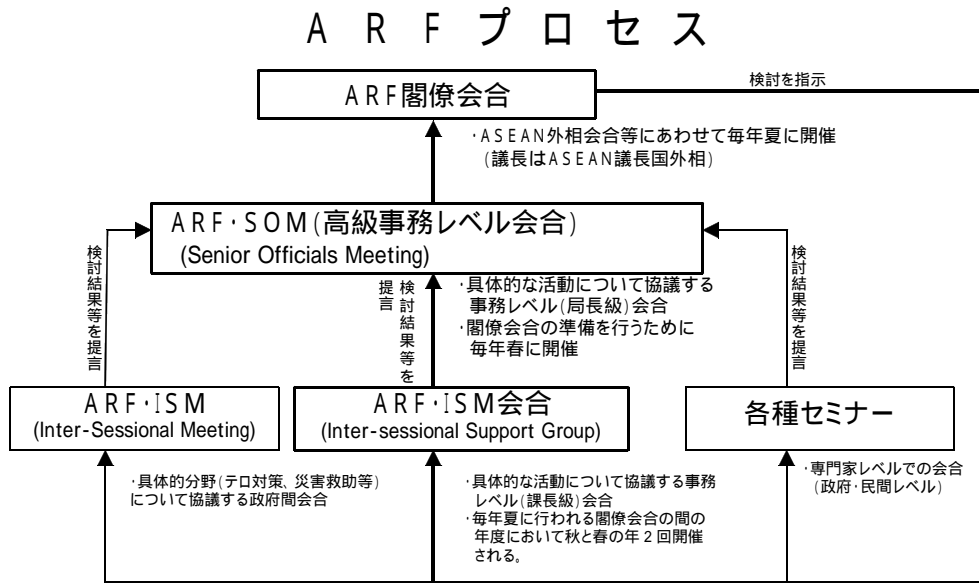 ＡＲＦプロセス
ＡＲＦ閣僚会合
検討を指示
・ＡＳＥＡＮ外相会合等にあわせて毎年夏に開催
(議長はＡＳＥＡＮ議長国外相)
ＡＲＦ・ＳＯＭ(高級事務レベル会合)
(Senior Officials Meeting)
検討結果等を提言
検討結果等を
提言
・具体的な活動について協議する
事務レベル(局長級)会合
・閣僚会合の準備を行うために
毎年春に開催
検討結果等を提言
ＡＲＦ・ＩＳＭ
(Inter-Sessional Meeting)
ＡＲＦ・ＩＳＭ会合
(Inter-sessional Support Group)
各種セミナー
・具体的分野(テロ対策、災害救助等)
について協議する政府間会合
・具体的な活動について協議する事務
レベル(課長級)会合
・毎年夏に行われる閣僚会合の間の
年度において秋と春の年２回開催
される。
・専門家レベルでの会合
(政府・民間レベル)